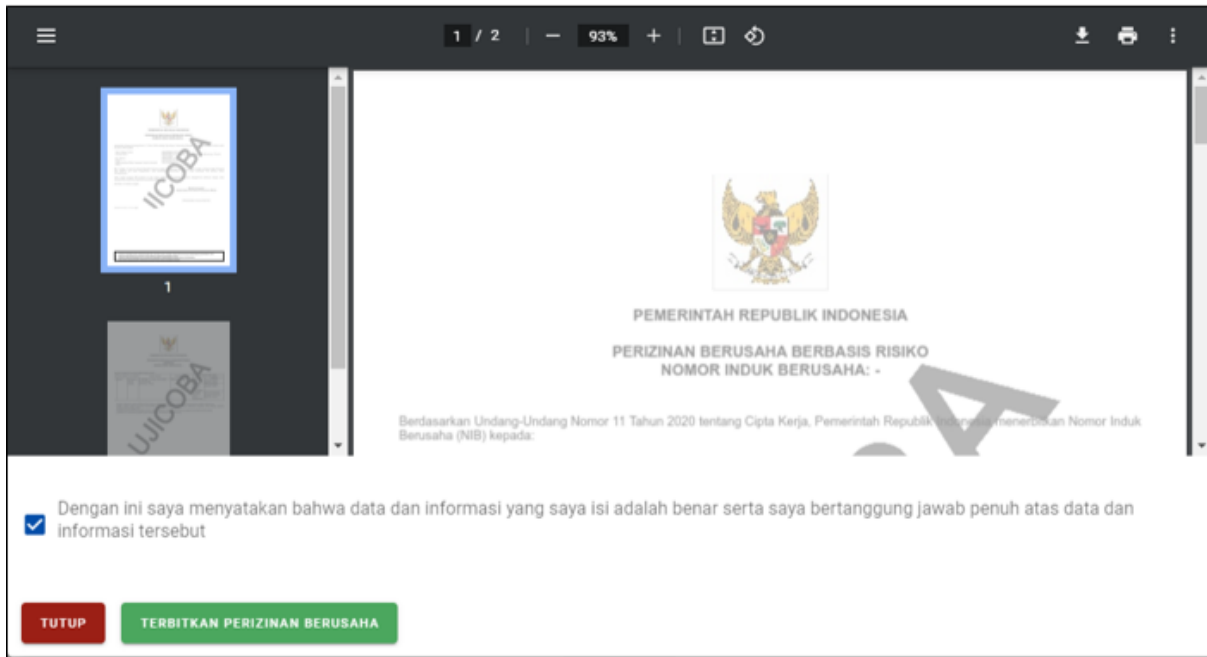 1 / 2
93%
UJICOBA
1
UJICOBA
PEMERINTAH REPUBLIK INDONESIA
PERIZINAN BERUSAHA BERBASIS RISIKO
NOMOR INDUK BERUSAHA: -
Berdasarkan Undang-Undang Nomor 11 Tahun 2020 tentang Cipta Kerja, Pemerintah Republik Indonesia menerbitkan Nomor Induk
Berusaha (NIB) kepada:
Dengan ini saya menyatakan bahwa data dan informasi yang saya isi adalah benar serta saya bertanggung jawab penuh atas data dan
informasi tersebut
TUTUP
TERBITKAN PERIZINAN BERUSAHA